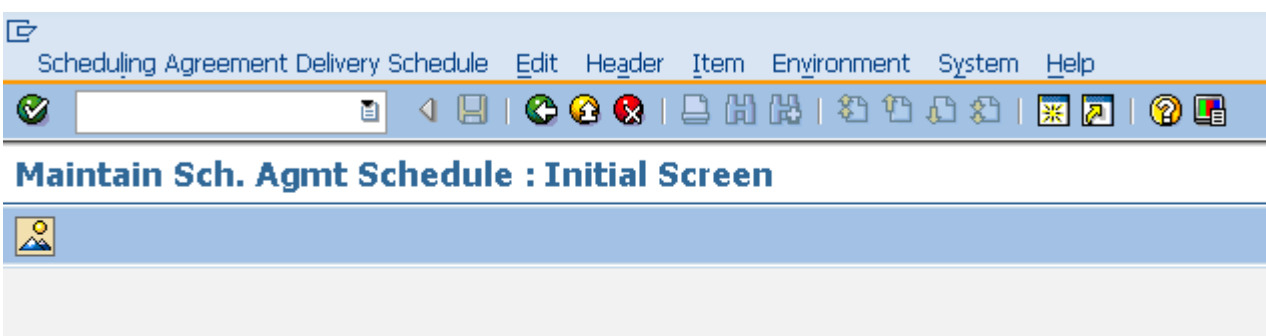 Scheduling Agreement Delivery Schedule Edit Header Item Environment System Help
Maintain Sch. Agmt Schedule : Initial Screen